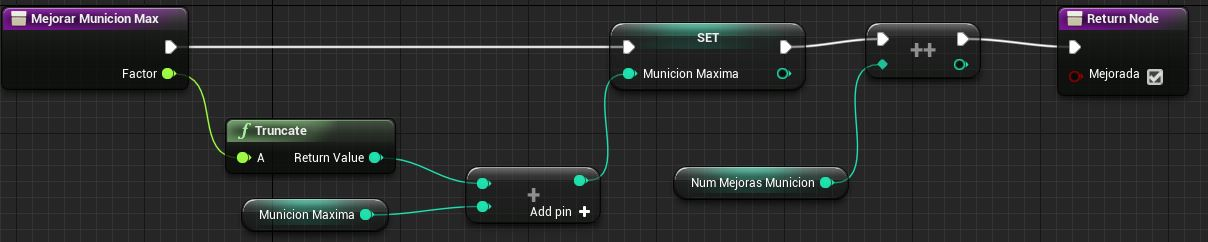 Mejorar Municion Max
Factor
f Truncate
A
Return Value
Municion Maxima
+
Add pin +
SET
Municion Maxima
++
Num Mejoras Municion
Return Node
Mejorada